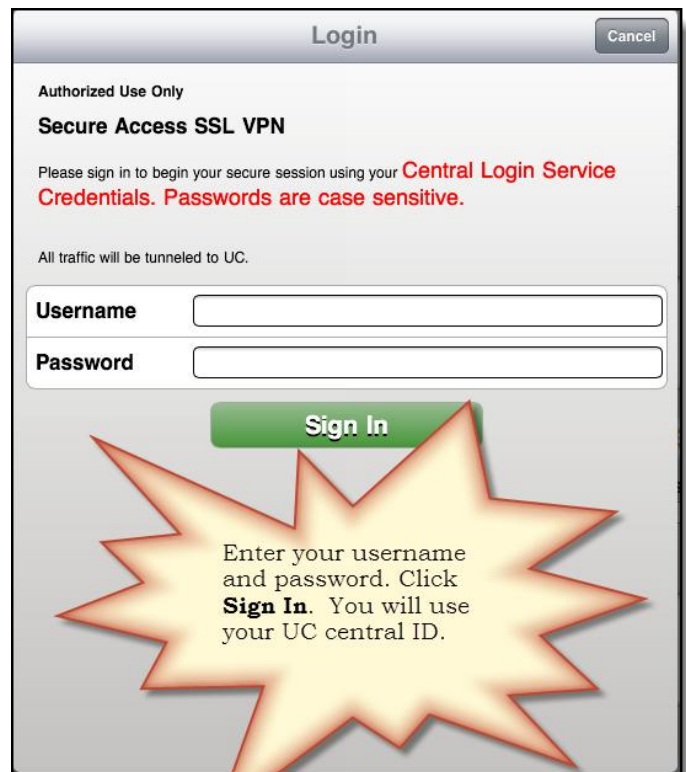 Login
Cancel
Authorized Use Only
Secure Access SSL VPN
Please sign in to begin your secure session using your Central Login Service
Credentials. Passwords are case sensitive.
All traffic will be tunneled to UC.
Username
Password
Sign In
Enter your username
and password. Click
Sign In. You will use
your UC central ID.